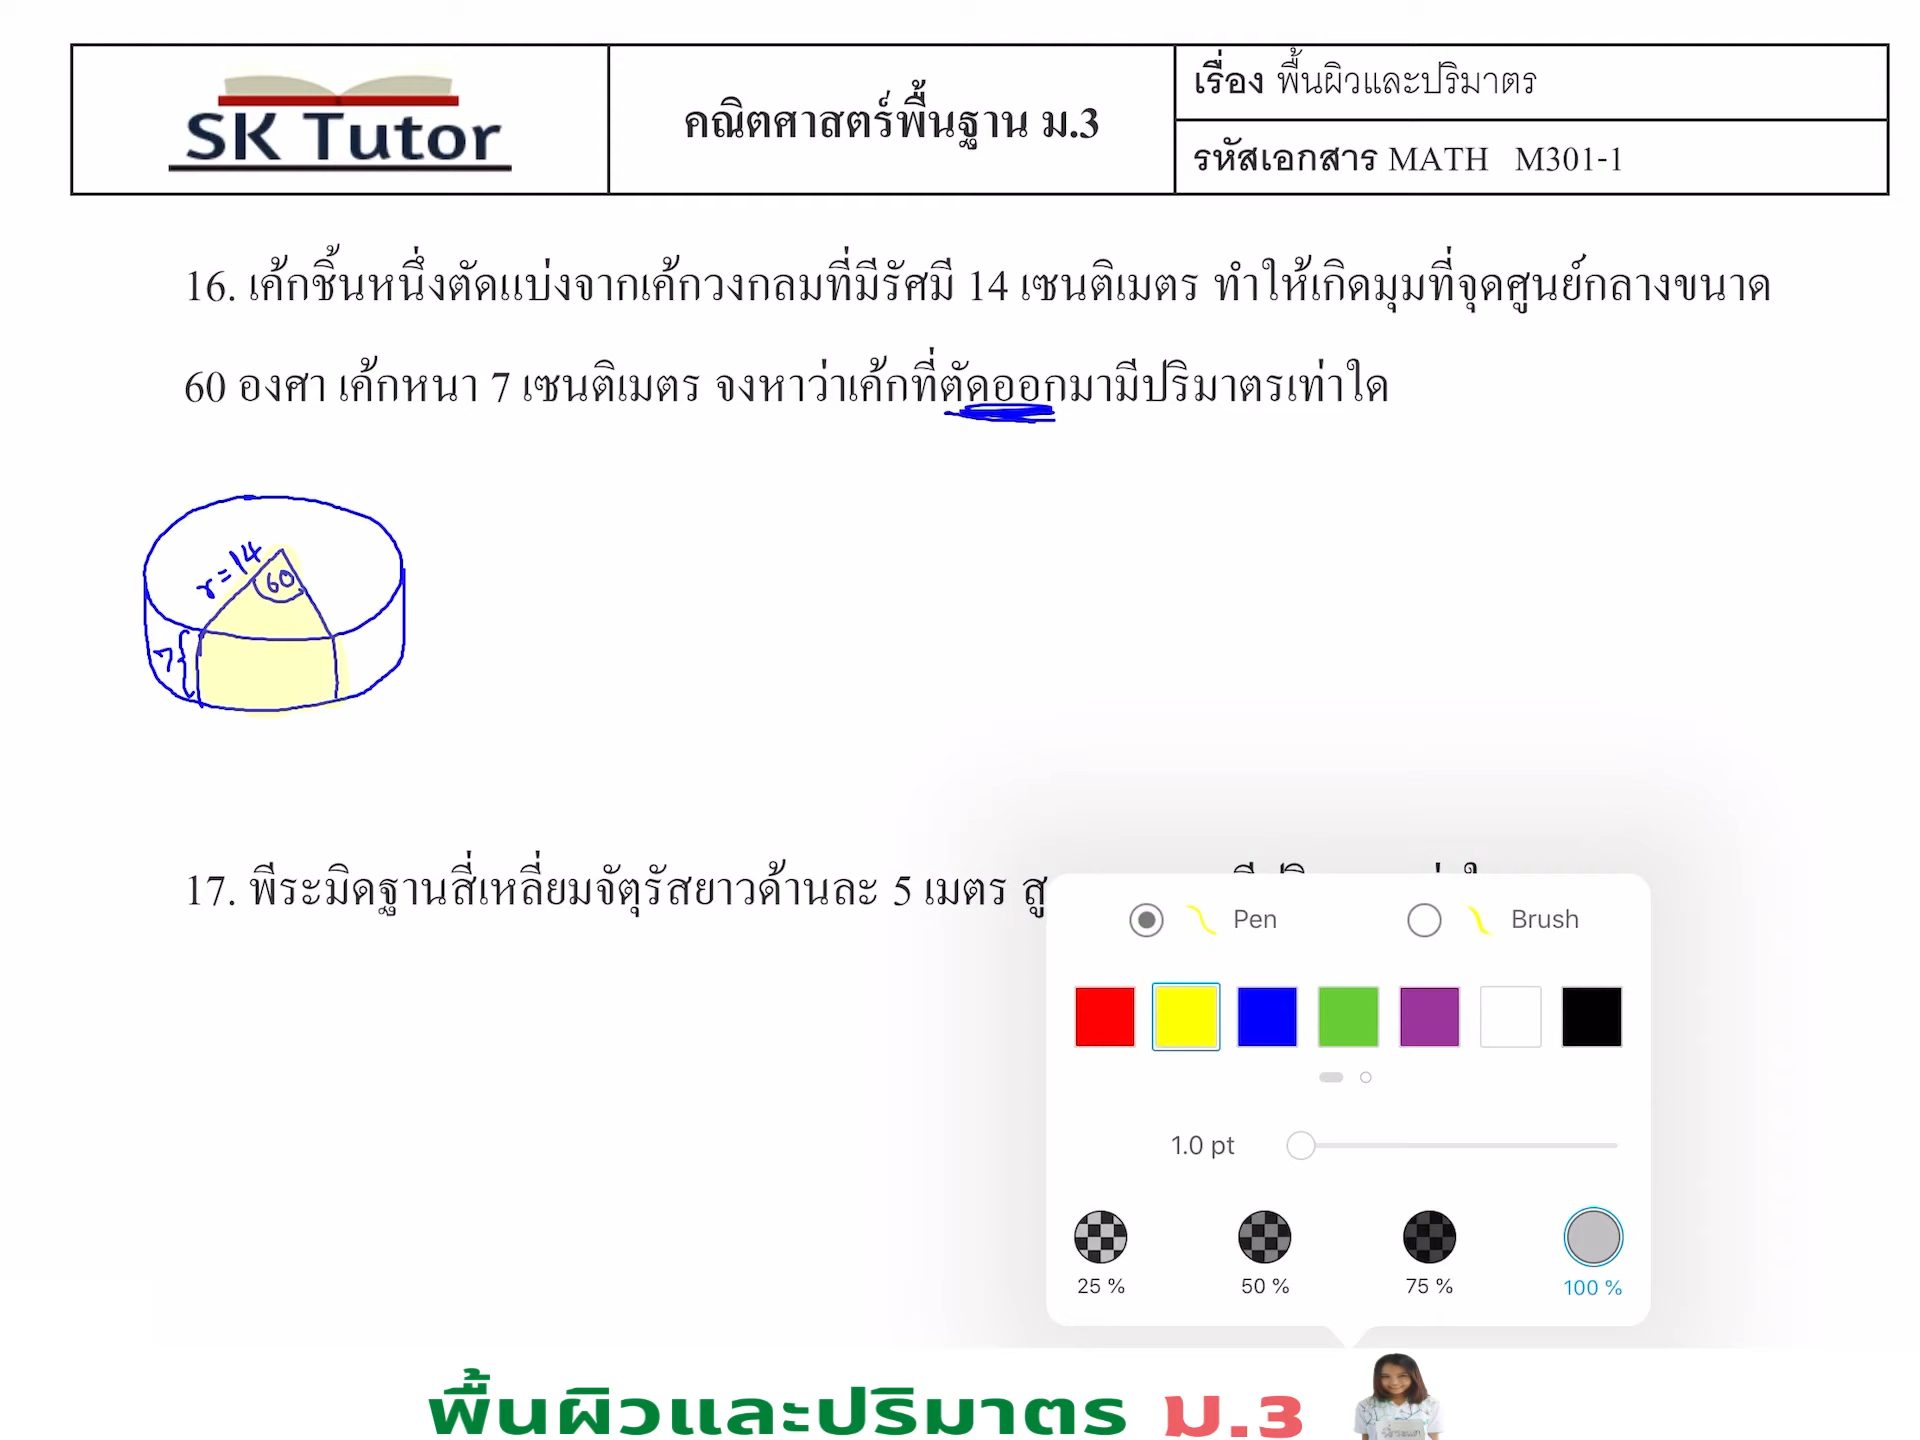 SK Tutor
คณิตศาสตร์พื้นฐาน ม.3
เรื่อง พื้นผิวและปริมาตร
รหัสเอกสาร MATH M301-1
16. เค้กชิ้นหนึ่งตัดแบ่งจากเค้กวงกลมที่มีรัศมี 14 เซนติเมตร ทำให้เกิดมุมที่จุดศูนย์กลางขนาด
60 องศา เค้กหนา 7 เซนติเมตร จงหาว่าเค้กที่ตัดออกมามีปริมาตรเท่าใด
r=14
60
7
17. พีระมิดฐานสี่เหลี่ยมจัตุรัสยาวด้านละ 5 เมตร
Pen Brush
1.0 pt
25 % 50 % 75 % 100 %
พื้นผิวและปริมาตร ม.3